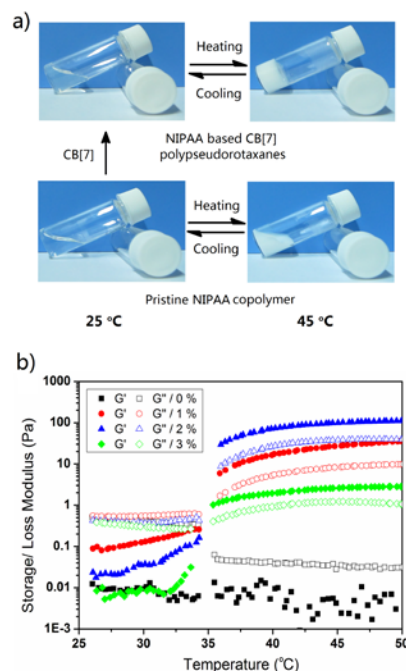 a)
Heating
Cooling
CB[7]
NIPAA based CB[7]
polypseudorotaxanes
Heating
Cooling
Pristine NIPAA copolymer
25 °C
45 °C
b)
Storage/ Loss Modulus (Pa)
1000
100
10
1
0.1
0.01
1E-3
G' G'' / 0 %
G' G'' / 1 %
G' G'' / 2 %
G' G'' / 3 %
25 30 35 40 45 50
Temperature (℃)